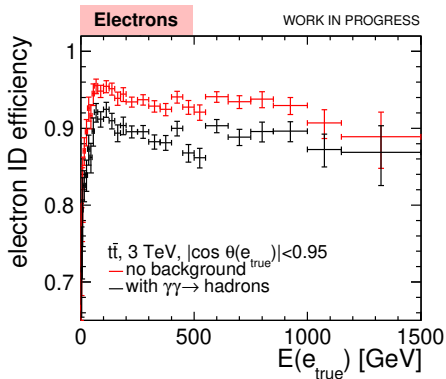 Electrons
WORK IN PROGRESS
electron ID efficiency
1
0.9
0.8
0.7
tt̄, 3 TeV, |cos θ(e_true)|<0.95
no background
with γγ→ hadrons
0 500 1000 1500
E(e_true) [GeV]